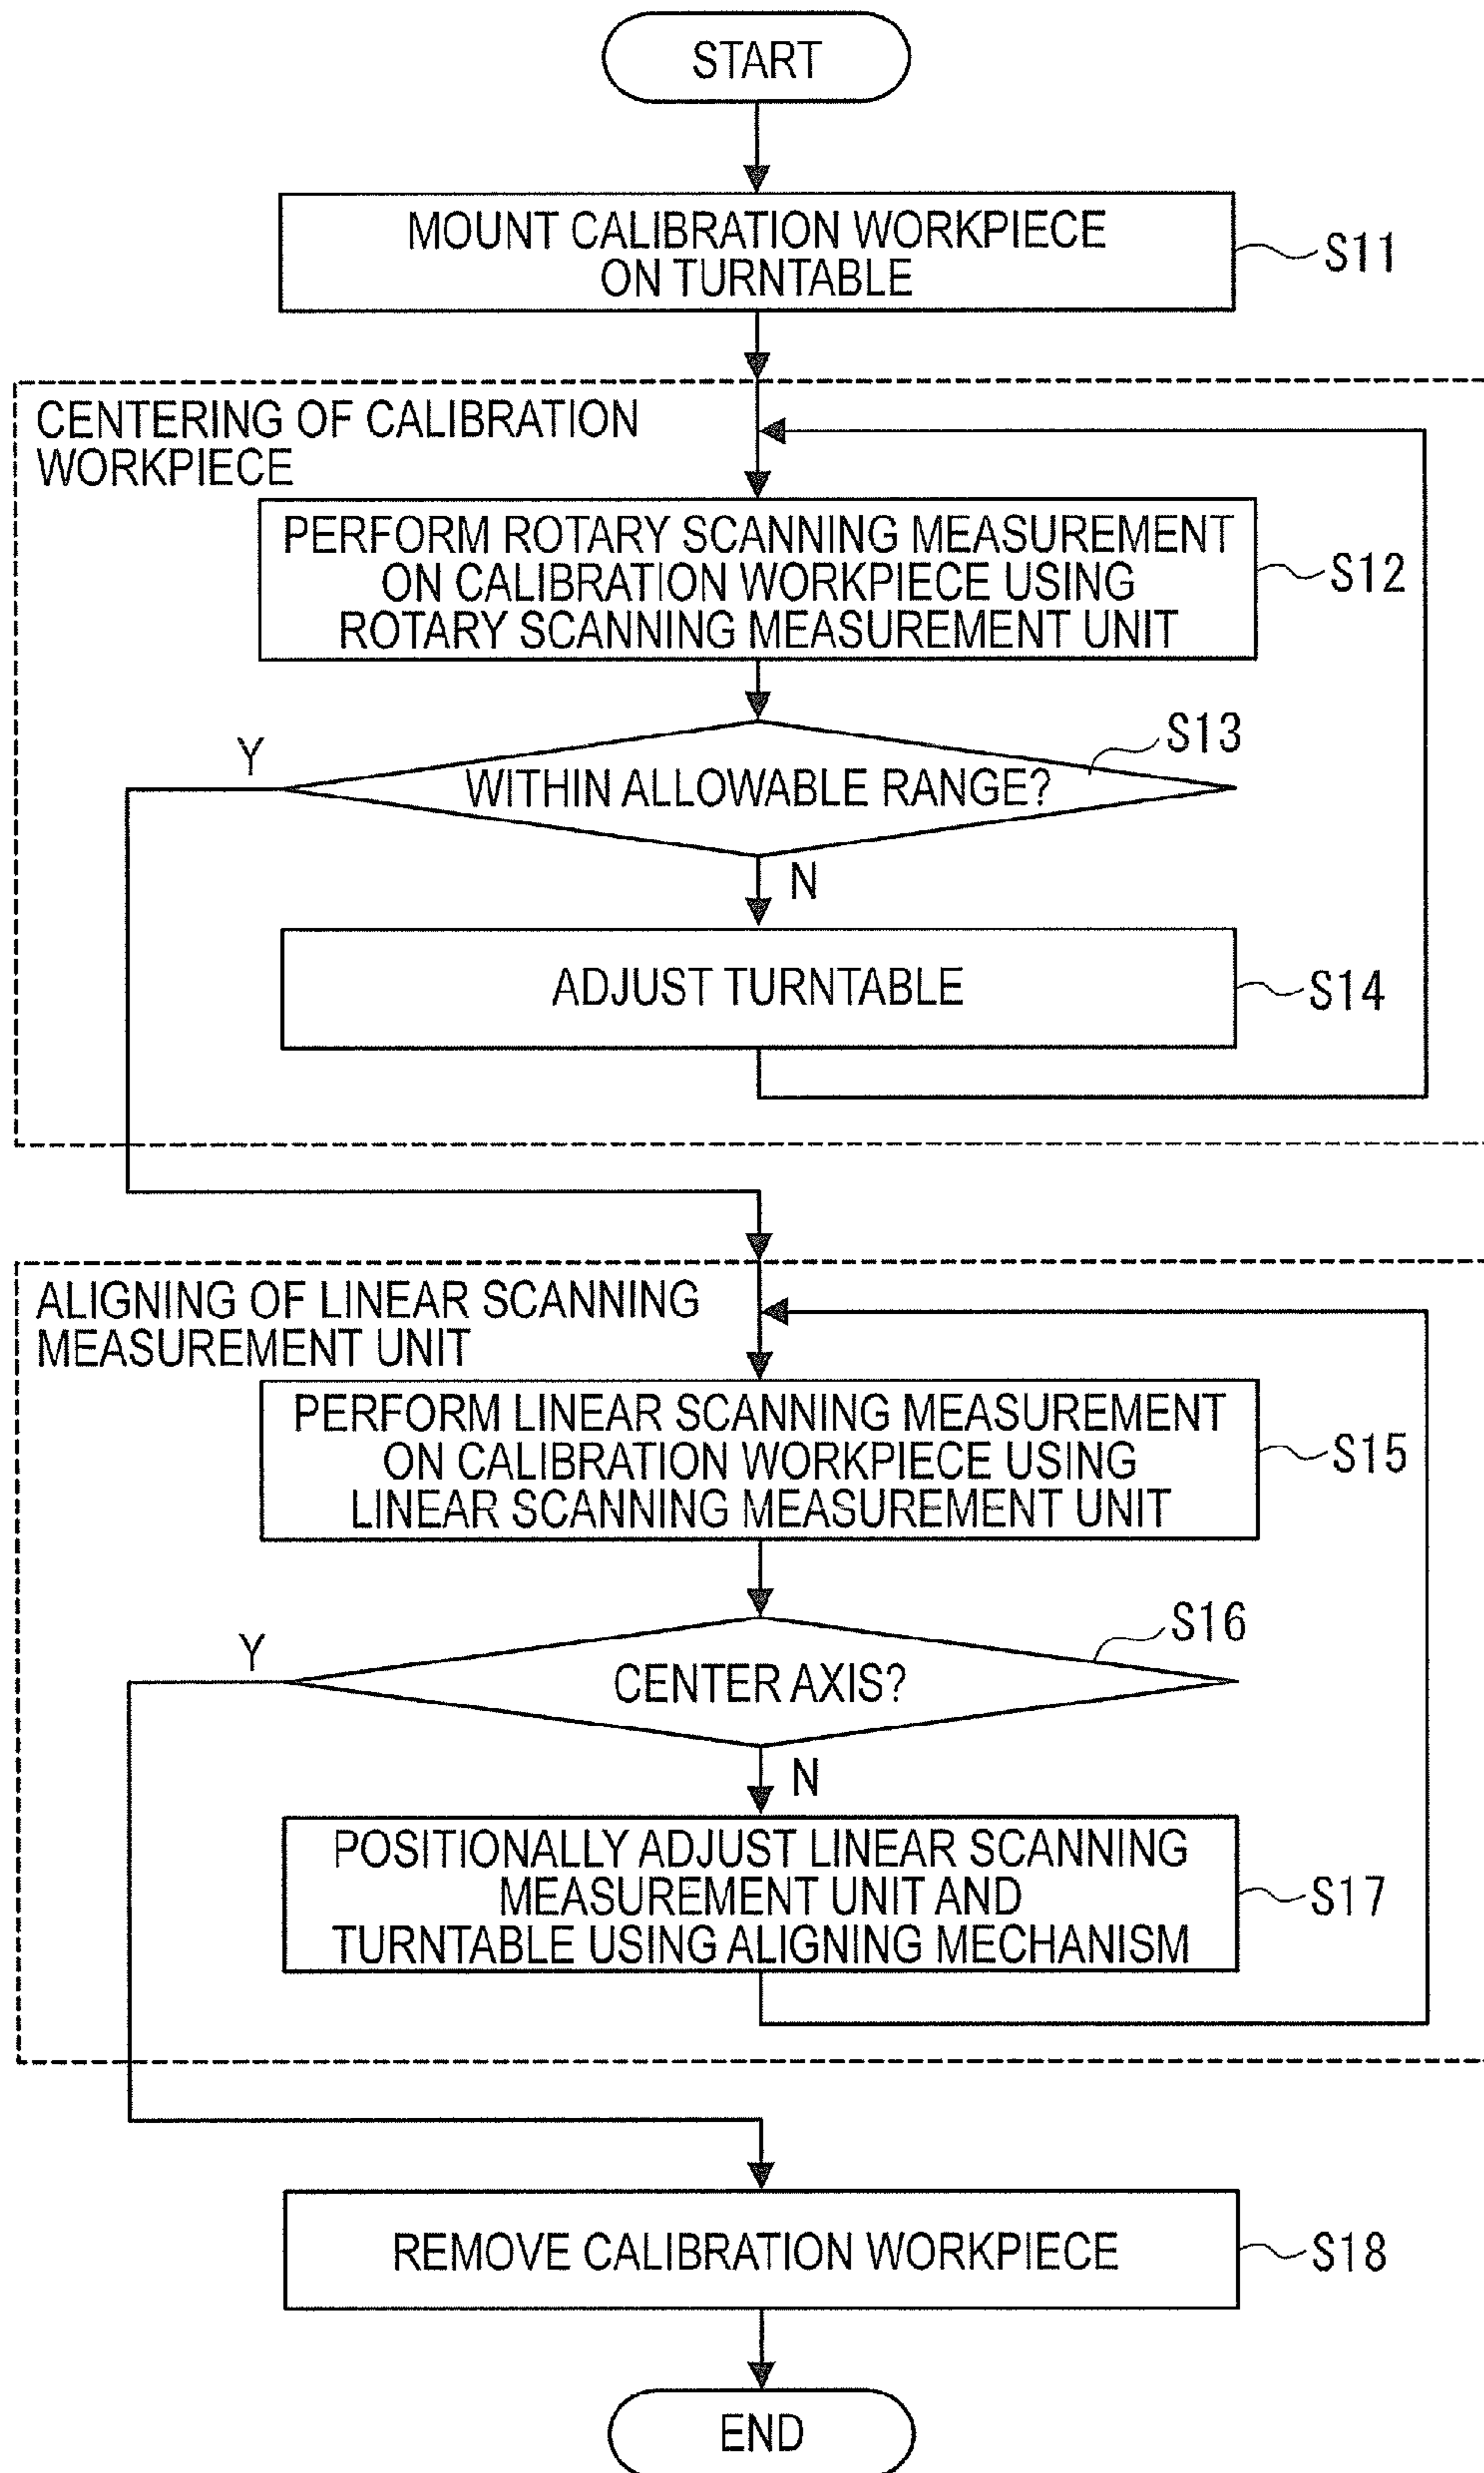 START
MOUNT CALIBRATION WORKPIECE
ON TURNTABLE
S11
CENTERING OF CALIBRATION
WORKPIECE
PERFORM ROTARY SCANNING MEASUREMENT
ON CALIBRATION WORKPIECE USING
ROTARY SCANNING MEASUREMENT UNIT
S12
S13
Y
WITHIN ALLOWABLE RANGE?
N
ADJUST TURNTABLE
S14
ALIGNING OF LINEAR SCANNING
MEASUREMENT UNIT
PERFORM LINEAR SCANNING MEASUREMENT
ON CALIBRATION WORKPIECE USING
LINEAR SCANNING MEASUREMENT UNIT
S15
S16
Y
CENTER AXIS?
N
POSITIONALLY ADJUST LINEAR SCANNING
MEASUREMENT UNIT AND
TURNTABLE USING ALIGNING MECHANISM
S17
REMOVE CALIBRATION WORKPIECE
S18
END